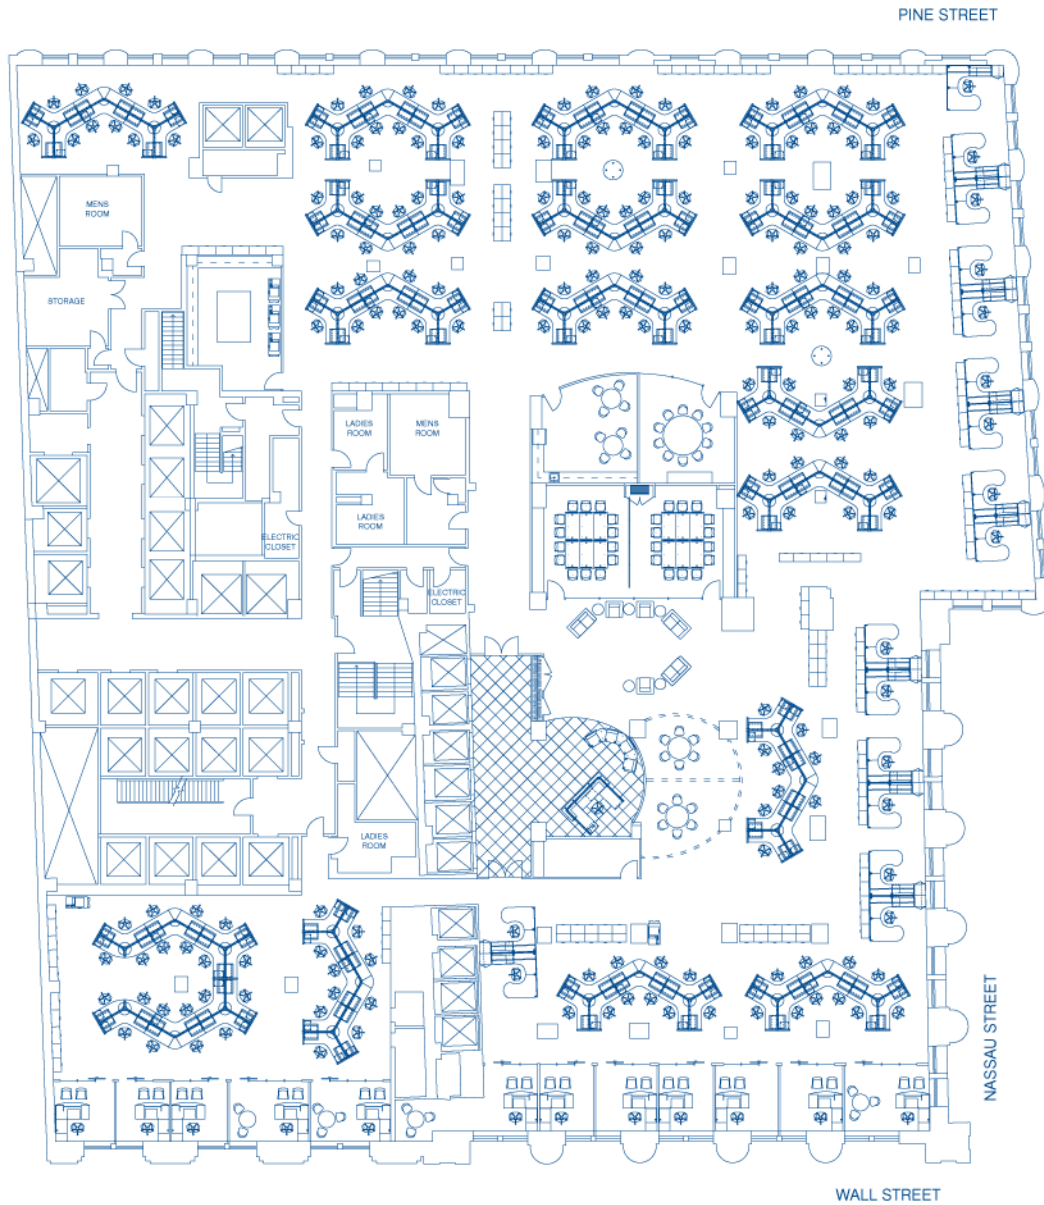 PINE STREET
MENS
ROOM
STORAGE
LADIES
ROOM
MENS
ROOM
LADIES
ROOM
ELECTRIC
CLOSET
ELECTRIC
CLOSET
LADIES
ROOM
NASSAU STREET
WALL STREET